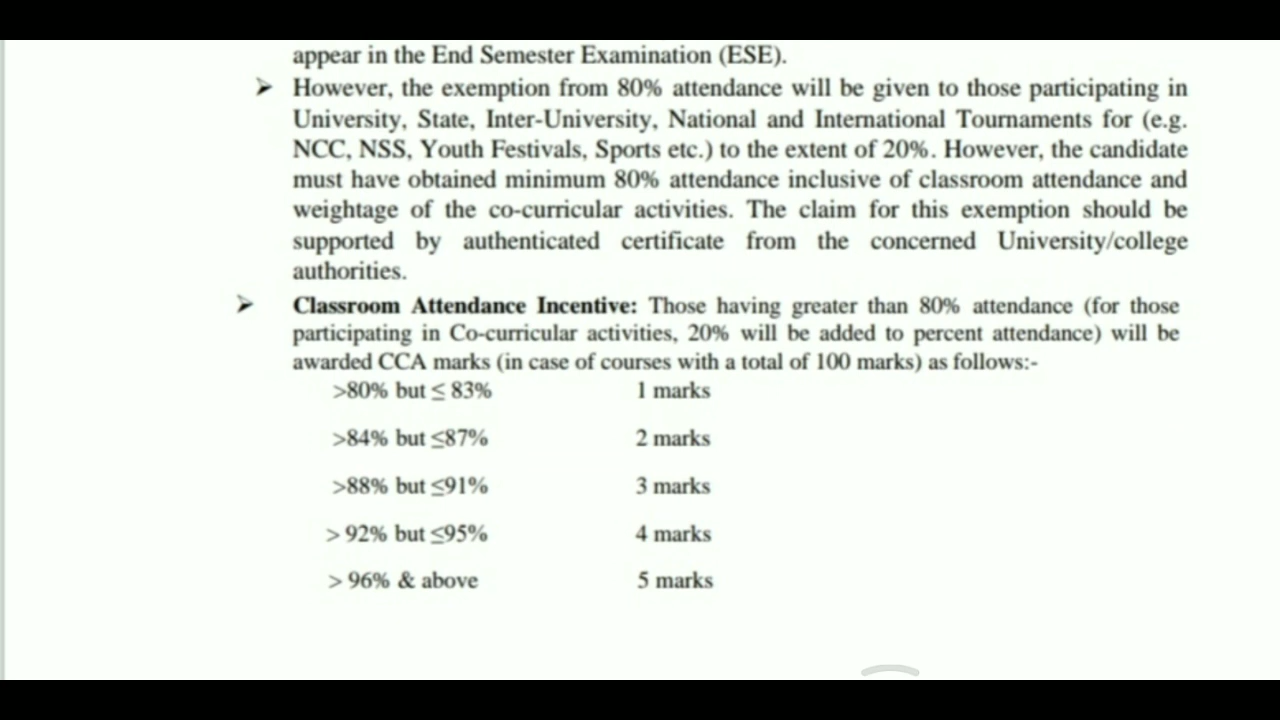 appear in the End Semester Examination (ESE).
➢ However, the exemption from 80% attendance will be given to those participating in
University, State, Inter-University, National and International Tournaments for (e.g.
NCC, NSS, Youth Festivals, Sports etc.) to the extent of 20%. However, the candidate
must have obtained minimum 80% attendance inclusive of classroom attendance and
weightage of the co-curricular activities. The claim for this exemption should be
supported by authenticated certificate from the concerned University/college
authorities.
➢ Classroom Attendance Incentive: Those having greater than 80% attendance (for those
participating in Co-curricular activities, 20% will be added to percent attendance) will be
awarded CCA marks (in case of courses with a total of 100 marks) as follows:-
>80% but ≤ 83% 1 marks
>84% but ≤87% 2 marks
>88% but ≤91% 3 marks
> 92% but ≤95% 4 marks
> 96% & above 5 marks